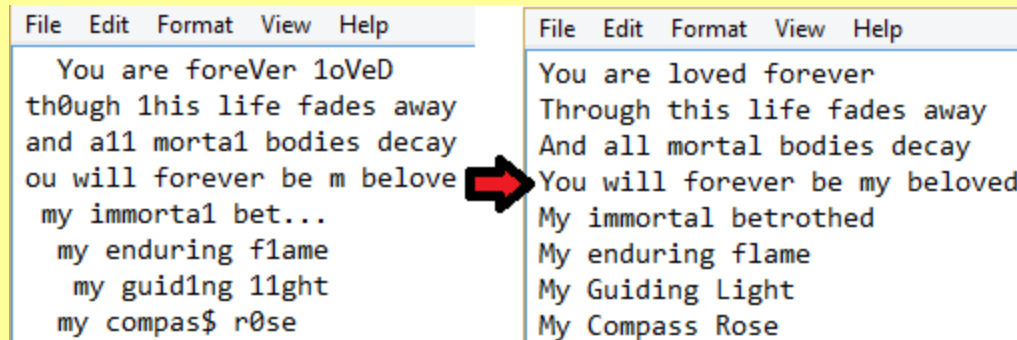 File Edit Format View Help
You are foreVer 1oVeD
th0ugh 1his life fades away
and a11 morta1 bodies decay
ou will forever be m belove
my immorta1 bet...
my enduring f1ame
my guid1ng 11ght
my compas$ r0se
File Edit Format View Help
You are loved forever
Through this life fades away
And all mortal bodies decay
You will forever be my beloved
My immortal betrothed
My enduring flame
My Guiding Light
My Compass Rose